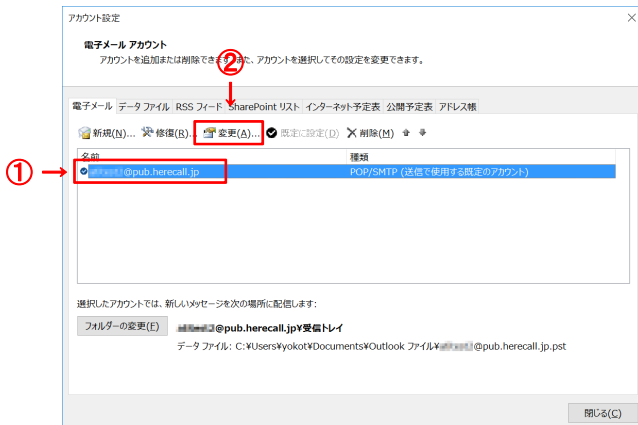 アカウント設定
電子メール アカウント
アカウントを追加または削除できます。また、アカウントを選択してその設定を変更できます。
②
電子メール データ ファイル RSS フィード SharePoint リスト インターネット予定表 公開予定表 アドレス帳
新規(N)... 修復(R)... 変更(A)... 既定に設定(D) 削除(M)
名前 種類
① @pub.herecall.jp POP/SMTP (送信で使用する既定のアカウント)
選択したアカウントでは、新しいメッセージを次の場所に配信します:
フォルダーの変更(F) @pub.herecall.jp¥受信トレイ
データ ファイル: C:¥Users¥yokot¥Documents¥Outlook ファイル¥ @pub.herecall.jp.pst
閉じる(C)